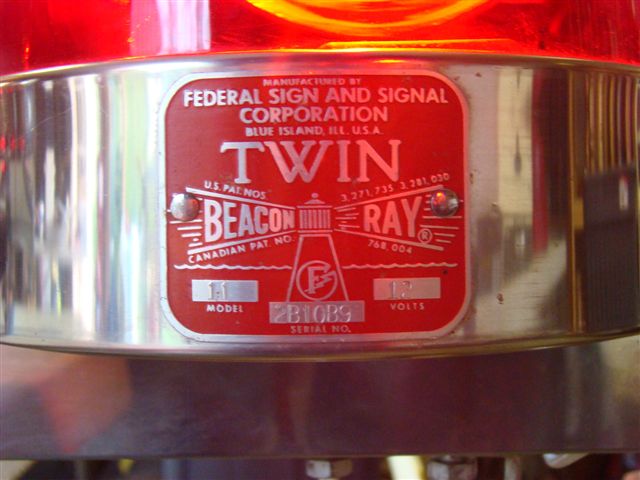 MANUFACTURED BY
FEDERAL SIGN AND SIGNAL
CORPORATION
BLUE ISLAND, ILL. U.S.A.
TWIN
U.S. PAT. NOS. 3,271,735 3,281,030
BEACON RAY®
CANADIAN PAT. NO. 768,004
F
11 12
MODEL VOLTS
2B10B9
SERIAL NO.